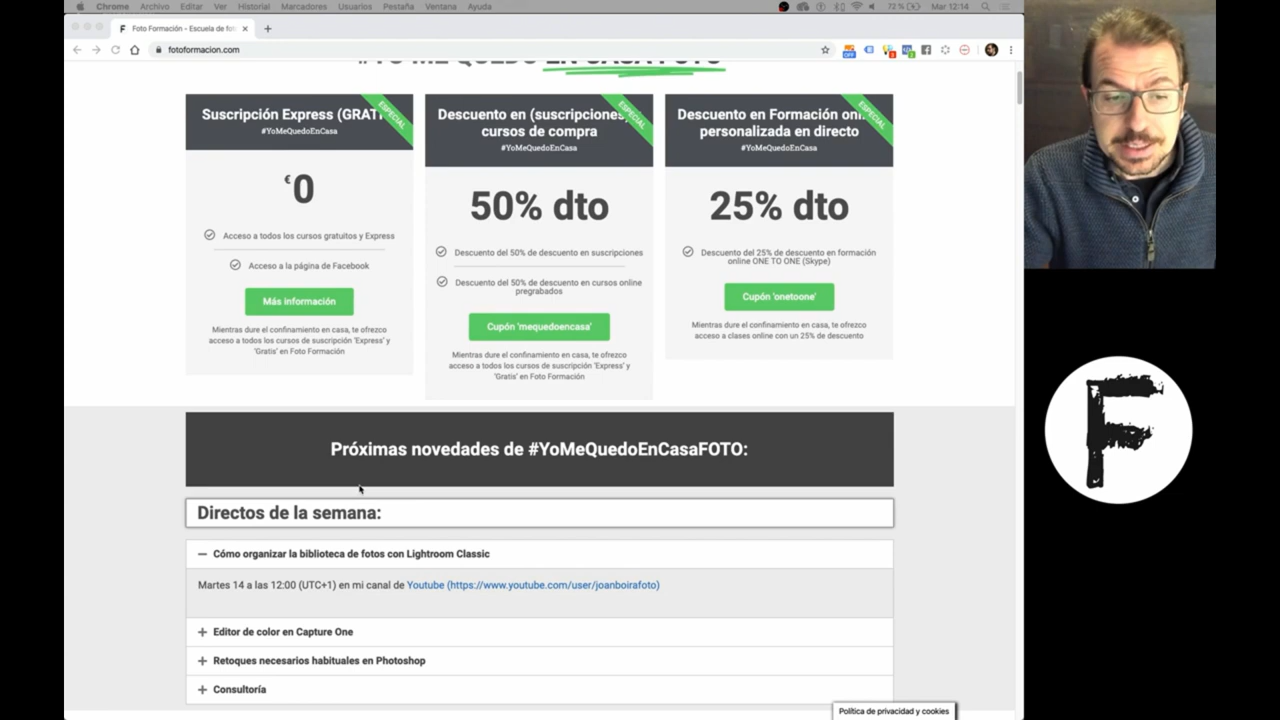 Chrome Archivo Editar Ver Historial Marcadores Usuarios Pestaña Ventana Ayuda
72 % Mar 12:14
Foto Formación - Escuela de fot
fotoformacion.com
#YO ME QUEDO EN CASA FOTO
Suscripción Express (GRAT
#YoMeQuedoEnCasa
ESPECIAL
€0
Acceso a todos los cursos gratuitos y Express
Acceso a la página de Facebook
Más información
Mientras dure el confinamiento en casa, te ofrezco
acceso a todos los cursos de suscripción 'Express' y
'Gratis' en Foto Formación
Descuento en (suscripciones)
cursos de compra
#YoMeQuedoEnCasa
ESPECIAL
50% dto
Descuento del 50% de descuento en suscripciones
Descuento del 50% de descuento en cursos online
pregrabados
Cupón 'mequedoencasa'
Mientras dure el confinamiento en casa, te ofrezco
acceso a todos los cursos de suscripción 'Express' y
'Gratis' en Foto Formación
Descuento en Formación onl
personalizada en directo
#YoMeQuedoEnCasa
ESPECIAL
25% dto
Descuento del 25% de descuento en formación
online ONE TO ONE (Skype)
Cupón 'onetoone'
Mientras dure el confinamiento en casa, te ofrezco
acceso a clases online con un 25% de descuento
Próximas novedades de #YoMeQuedoEnCasaFOTO:
Directos de la semana:
Cómo organizar la biblioteca de fotos con Lightroom Classic
Martes 14 a las 12:00 (UTC+1) en mi canal de Youtube (https://www.youtube.com/user/joanboirafoto)
Editor de color en Capture One
Retoques necesarios habituales en Photoshop
Consultoría
Política de privacidad y cookies
F